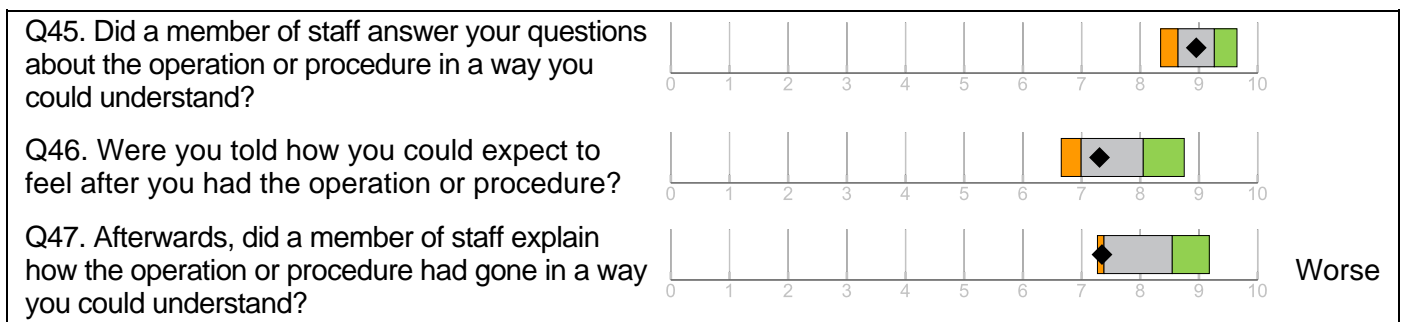 Q45. Did a member of staff answer your questions
about the operation or procedure in a way you
could understand?
0 1 2 3 4 5 6 7 8 9 10
Q46. Were you told how you could expect to
feel after you had the operation or procedure?
0 1 2 3 4 5 6 7 8 9 10
Q47. Afterwards, did a member of staff explain
how the operation or procedure had gone in a way
you could understand?
Worse
0 1 2 3 4 5 6 7 8 9 10